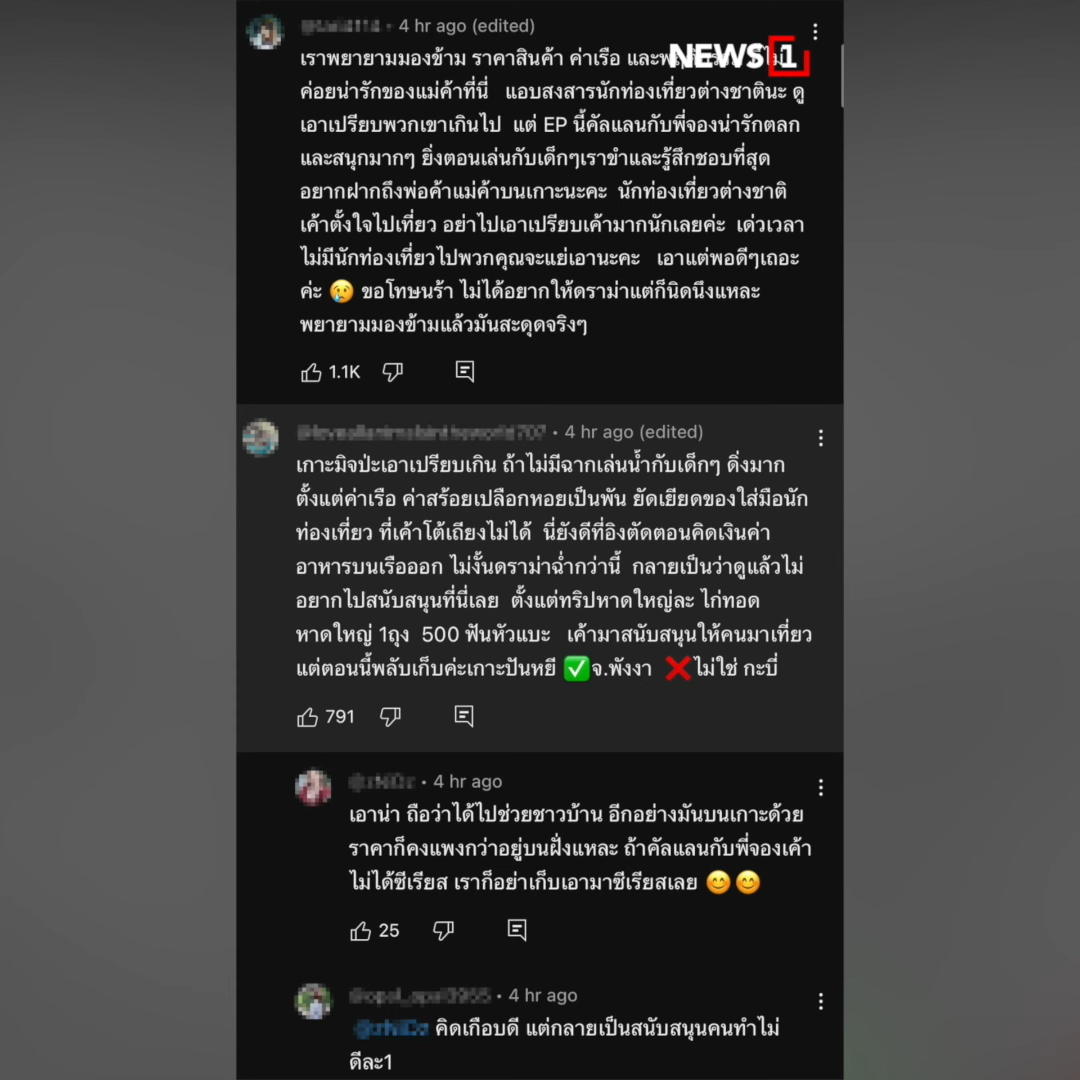 4 hr ago (edited)
NEWS 1
เราพยายามมองข้าม ราคาสินค้า ค่าเรือ และ
ค่อยน่ารักของแม่ค้าที่นี่ แอบสงสารนักท่องเที่ยวต่างชาตินะ ดู
เอาเปรียบพวกเขาเกินไป แต่ EP นี้คัลแลนกับพี่จองน่ารักตลก
และสนุกมากๆ ยิ่งตอนเล่นกับเด็กๆเราขำและรู้สึกชอบที่สุด
อยากฝากถึงพ่อค้าแม่ค้าบนเกาะนะคะ นักท่องเที่ยวต่างชาติ
เค้าตั้งใจไปเที่ยว อย่าไปเอาเปรียบเค้ามากนักเลยค่ะ เด่วเวลา
ไม่มีนักท่องเที่ยวไปพวกคุณจะแย่เอานะคะ เอาแต่พอดีๆเถอะ
ค่ะ 😢 ขอโทษนร้า ไม่ได้อยากให้ดราม่าแต่ก็นิดนึงแหละ
พยายามมองข้ามแล้วมันสะดุดจริงๆ
1.1K
4 hr ago (edited)
เกาะมิจปะเอาเปรียบเกิน ถ้าไม่มีฉากเล่นน้ำกับเด็กๆ ดิ่งมาก
ตั้งแต่ค่าเรือ ค่าสร้อยเปลือกหอยเป็นพัน ยัดเยียดของใส่มือนัก
ท่องเที่ยว ที่เค้าโต้เถียงไม่ได้ นี่ยังดีที่อิงตัดตอนคิดเงินค่า
อาหารบนเรือออก ไม่งั้นดราม่าฉ่ำกว่านี้ กลายเป็นว่าดูแล้วไม่
อยากไปสนับสนุนที่นี่เลย ตั้งแต่ทริปหาดใหญ่ละ ไก่ทอด
หาดใหญ่ 1ถุง 500 ฟันหัวแบะ เค้ามาสนับสนุนให้คนมาเที่ยว
แต่ตอนนี้พลับเก็บค่ะเกาะปันหยี ✅จ.พังงา ❌ไม่ใช่ กะบี่
791
4 hr ago
เอาน่า ถือว่าได้ไปช่วยชาวบ้าน อีกอย่างมันบนเกาะด้วย
ราคาก็คงแพงกว่าอยู่บนฝั่งแหละ ถ้าคัลแลนกับพี่จองเค้า
ไม่ได้ซีเรียส เราก็อย่าเก็บเอามาซีเรียสเลย 😊😊
25
4 hr ago
คิดเกือบดี แต่กลายเป็นสนับสนุนคนทำไม่
ดีละ1